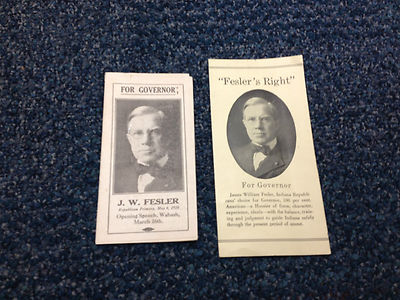 FOR GOVERNOR
J. W. FESLER
Republican Primary, May 4, 1920
Opening Speech, Wabash,
March 25th.
"Fesler's Right"
For Governor
James William Fesler, Indiana Republi-
cans' choice for Governor, 100 per cent.
American—a Hoosier of force, character,
experience, ideals—with the balance, train-
ing and judgment to guide Indiana safely
through the present period of unrest.